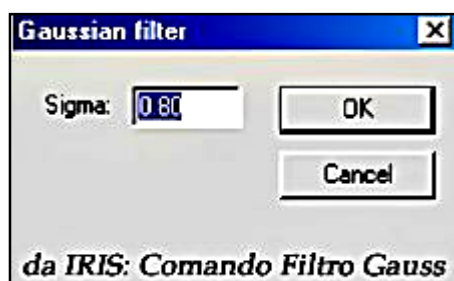 Gaussian filter
Sigma: 0.80 OK
Cancel
da IRIS: Comando Filtro Gauss